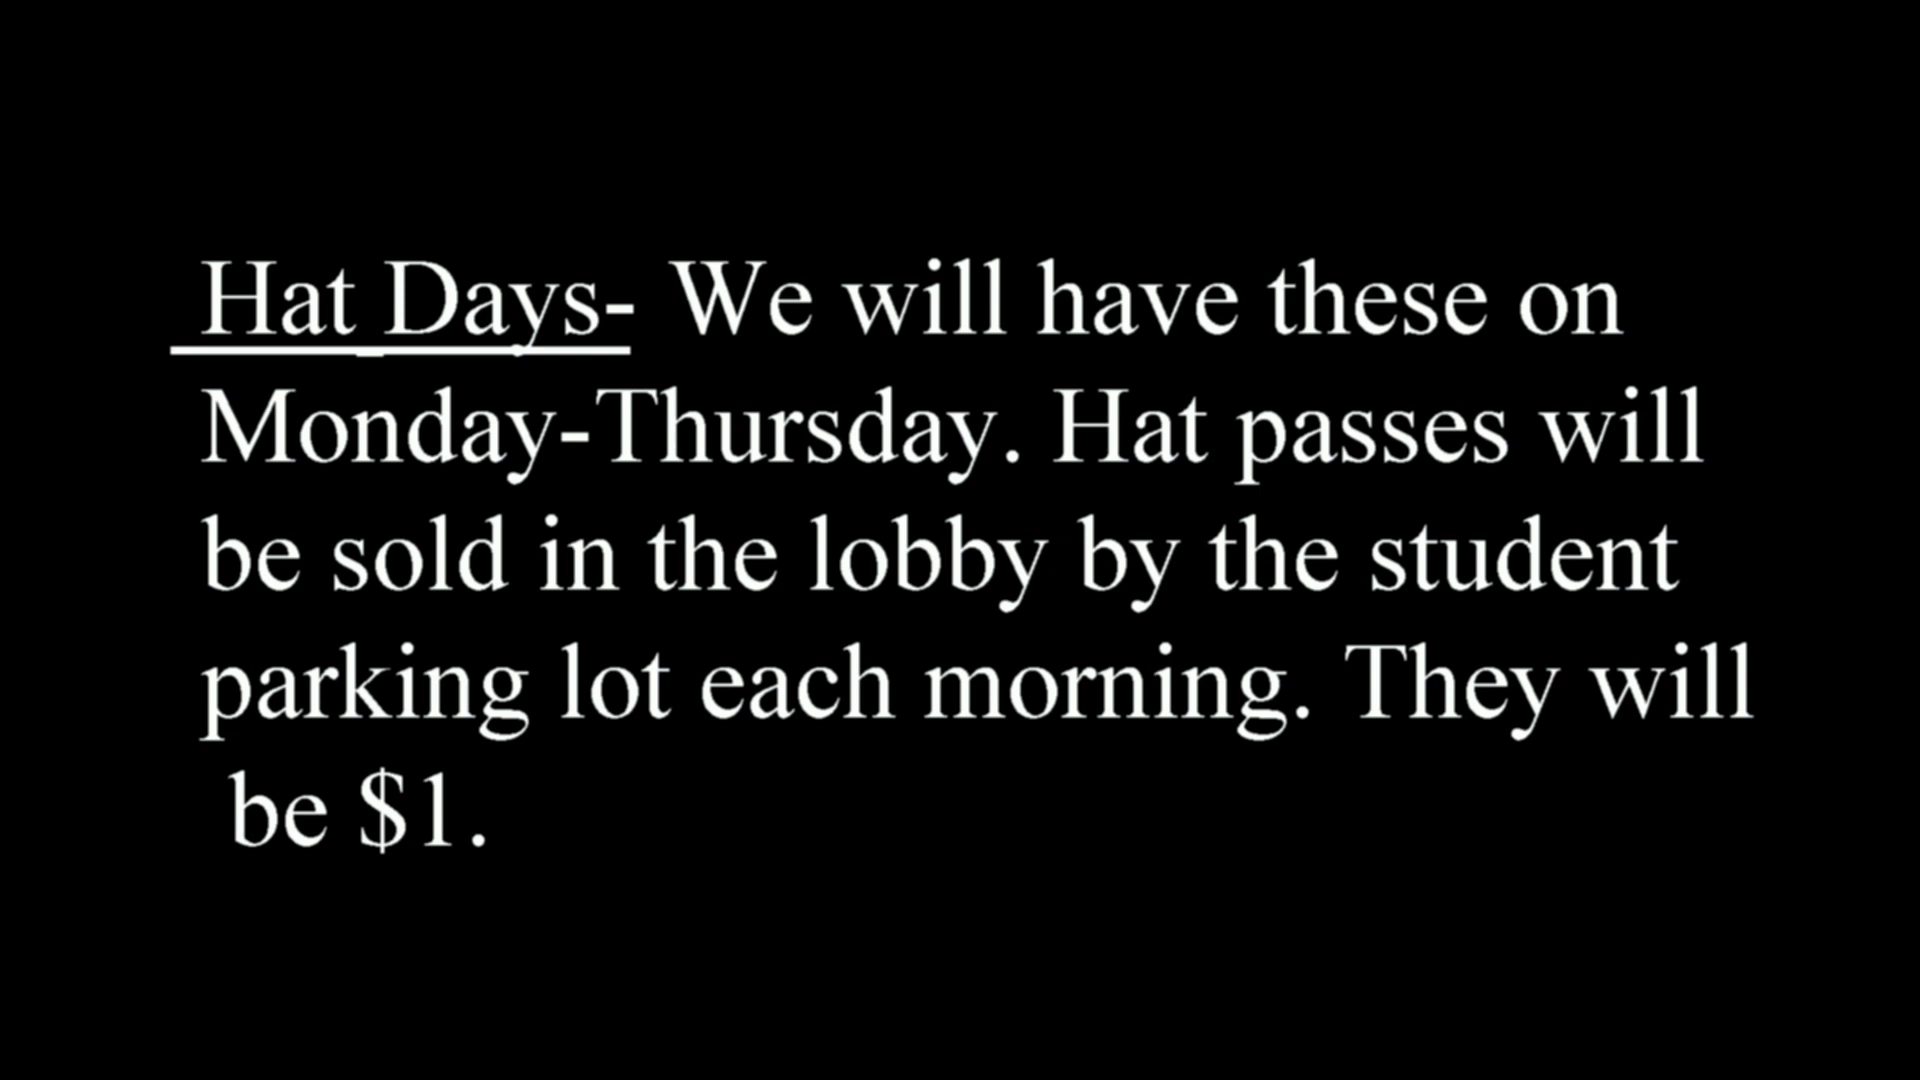 Hat Days- We will have these on
Monday-Thursday. Hat passes will
be sold in the lobby by the student
parking lot each morning. They will
be $1.